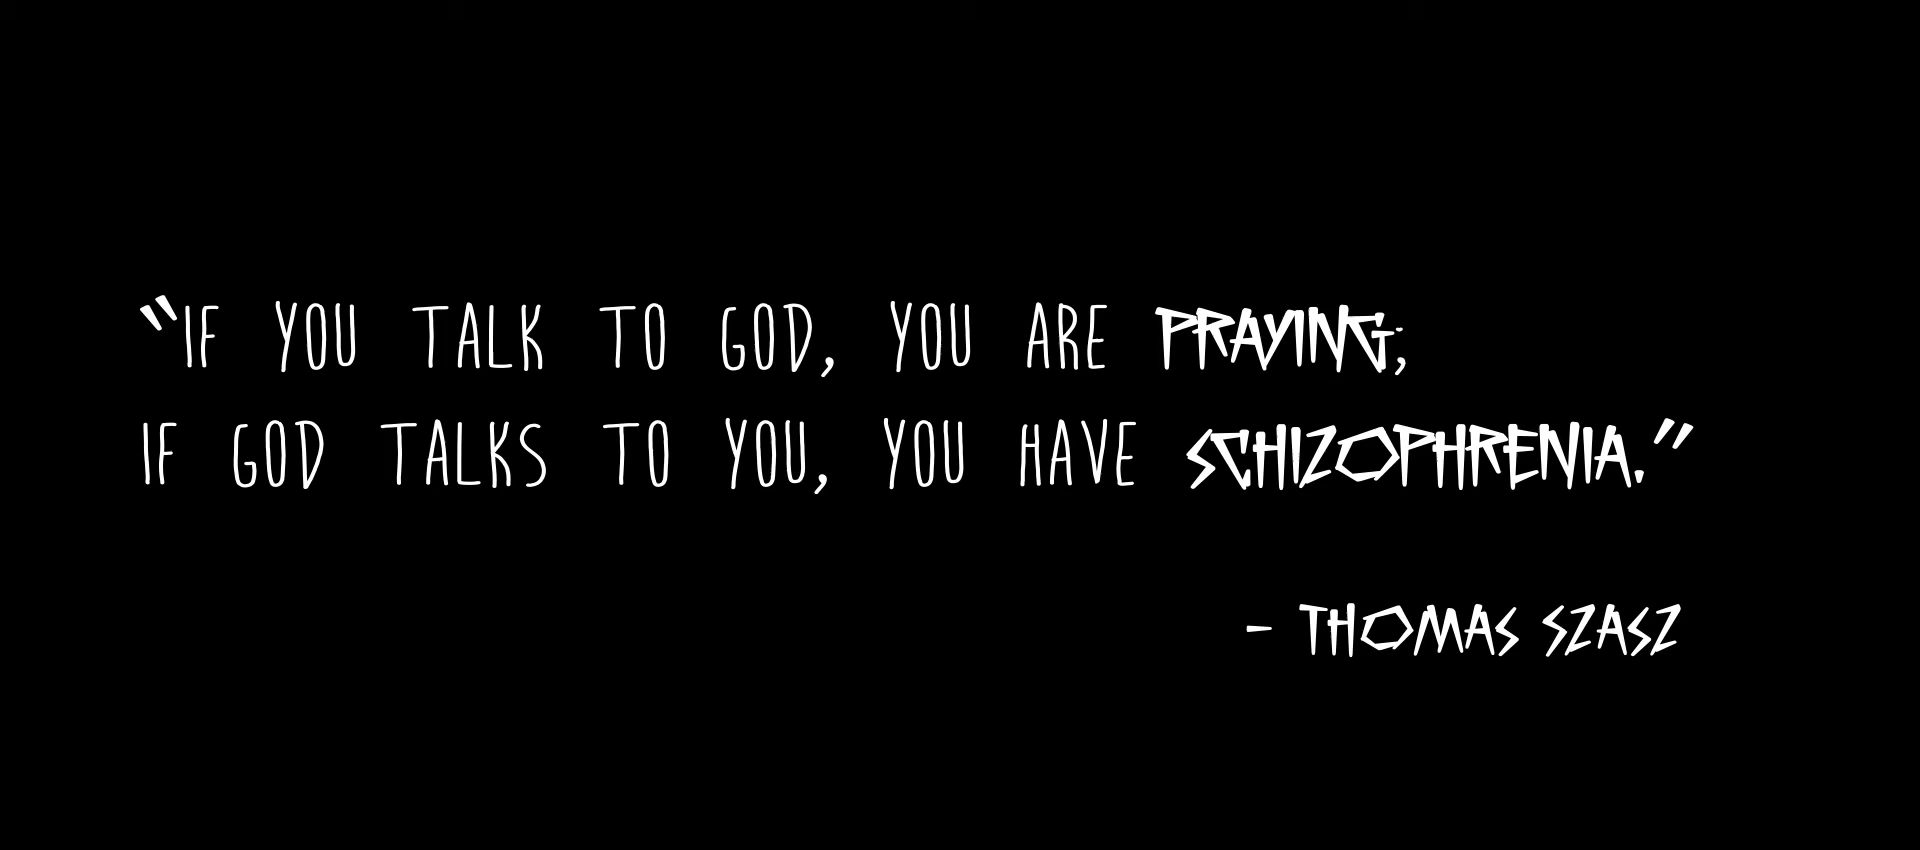 “IF YOU TALK TO GOD, YOU ARE PRAYING;
IF GOD TALKS TO YOU, YOU HAVE SCHIZOPHRENIA.”
- THOMAS SZASZ